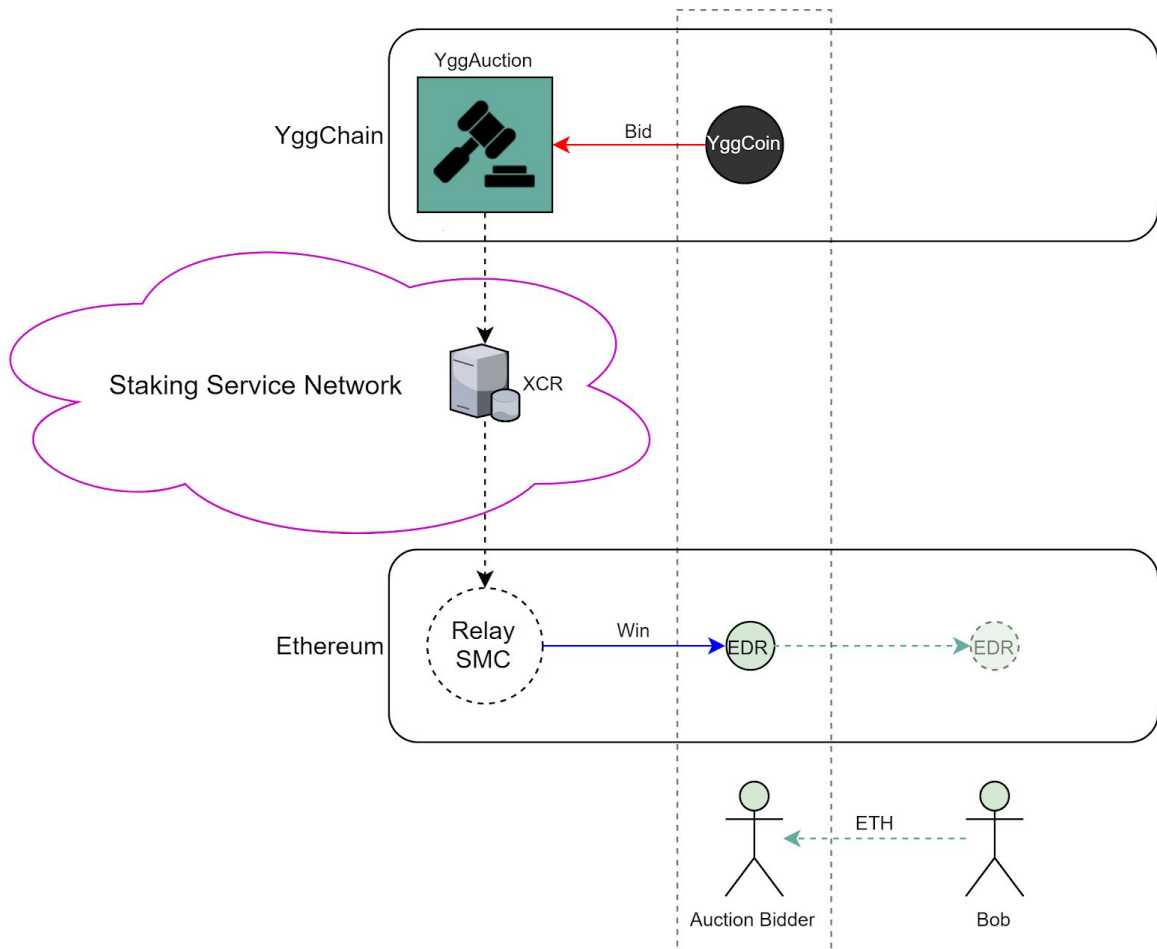 YggAuction
YggChain
Bid
YggCoin
Staking Service Network
XCR
Ethereum
Relay
SMC
Win
EDR
EDR
ETH
Auction Bidder
Bob